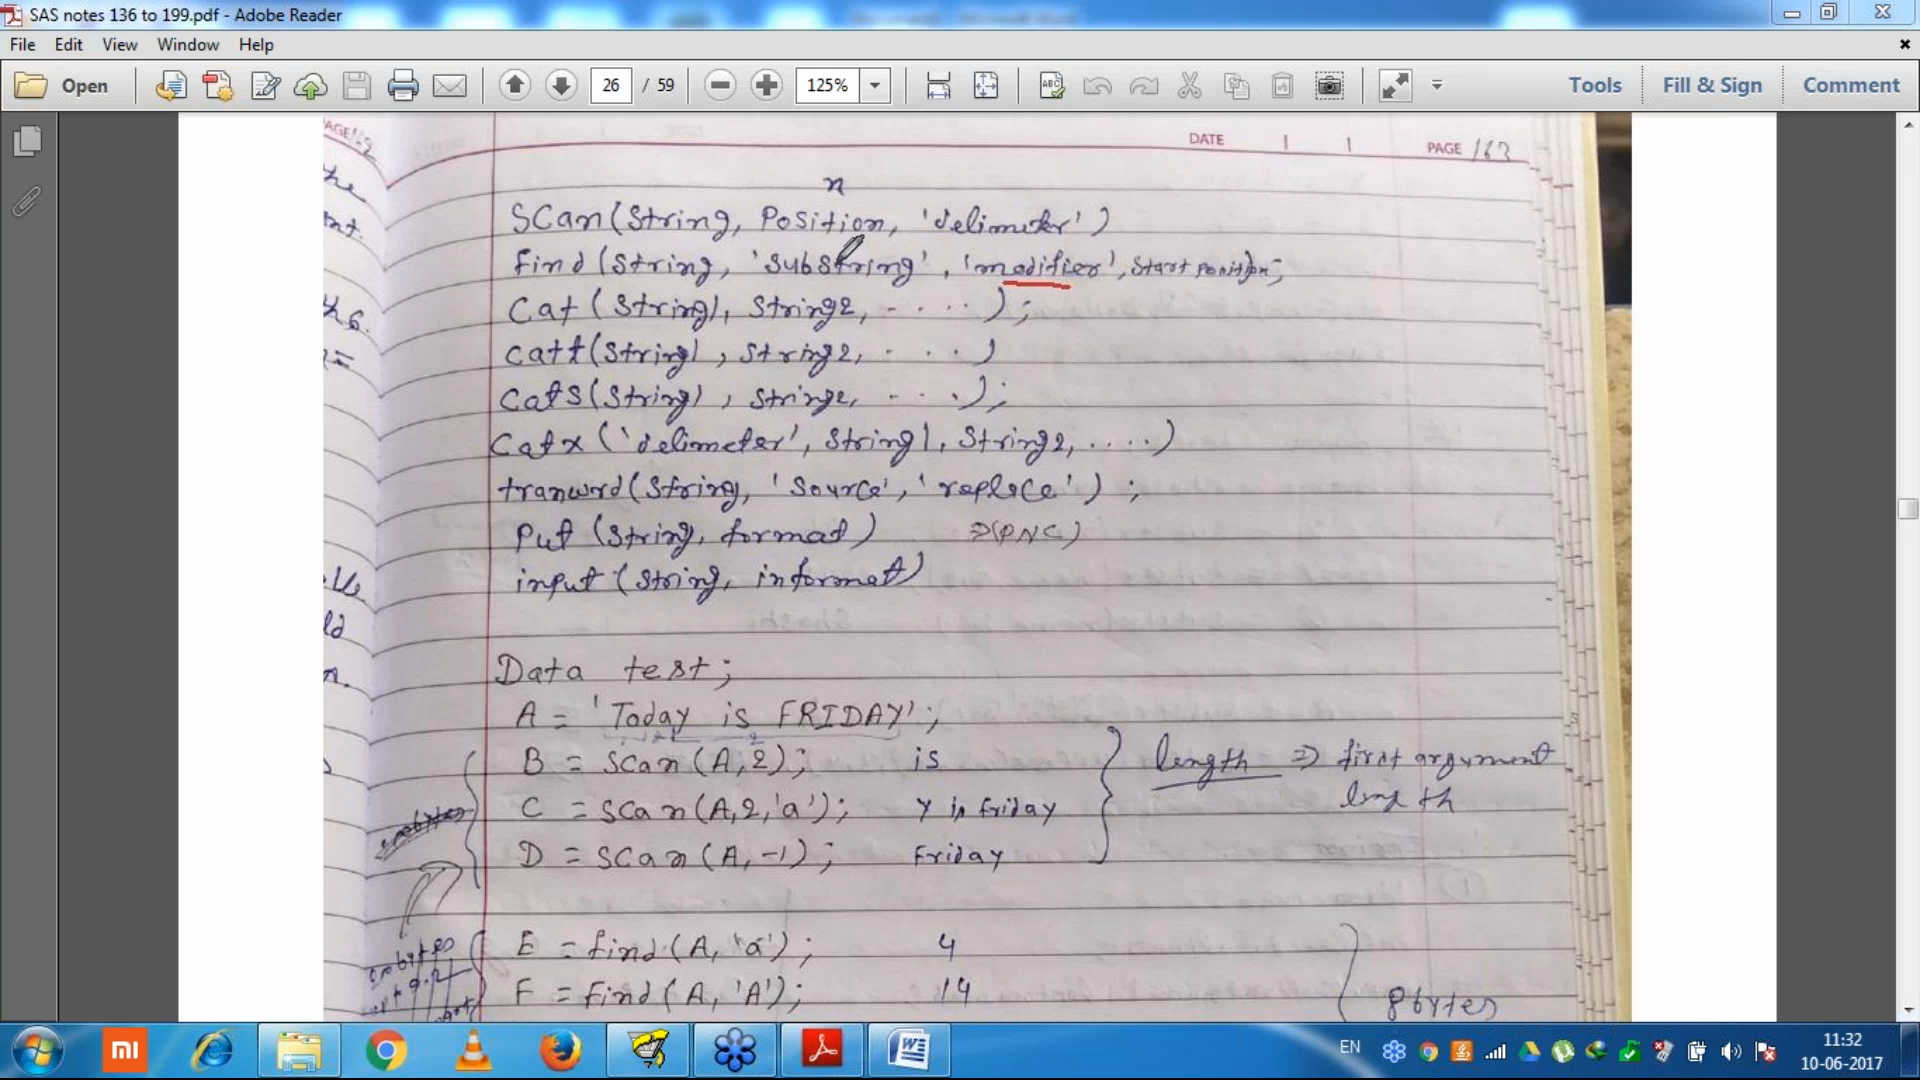 SAS notes 136 to 199.pdf - Adobe Reader
File Edit View Window Help
Open 26 / 59 125% Tools Fill & Sign Comment
DATE PAGE 163
n
Scan(String, Position, 'delimeter')
find (String, 'Substring', 'modifier', Start Position;
Cat (String1, String2, - . . . . );
catt(String1, String2, - . . . )
cats(String1, String2, - . . . );
Catx ('delimeter', String1, String2, . . . . )
tranwrd(String, 'Source', 'replace') ;
Put (String, format) ⇒(PNC)
input (String, informat)
Data test;
A = 'Today is FRIDAY';
B = Scan(A,2); is
C = Scan(A,2,'a'); y is Friday
D = Scan(A,-1); Friday
length ⇒ first argument
length
E = find(A, 'a'); 4
F = Find(A, 'A'); 14
8bytes
EN 11:32
10-06-2017